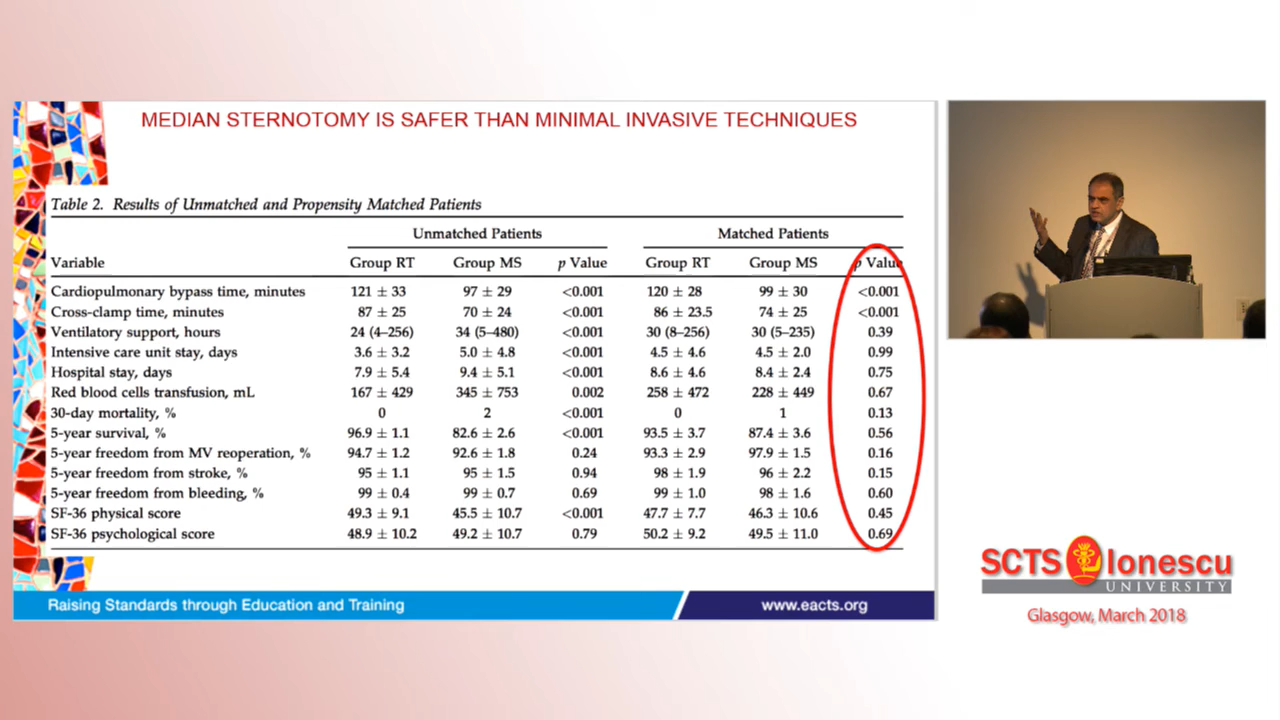 MEDIAN STERNOTOMY IS SAFER THAN MINIMAL INVASIVE TECHNIQUES
Table 2. Results of Unmatched and Propensity Matched Patients
Unmatched Patients Matched Patients
Variable Group RT Group MS p Value Group RT Group MS p Value
Cardiopulmonary bypass time, minutes 121 ± 33 97 ± 29 <0.001 120 ± 28 99 ± 30 <0.001
Cross-clamp time, minutes 87 ± 25 70 ± 24 <0.001 86 ± 23.5 74 ± 25 <0.001
Ventilatory support, hours 24 (4–256) 34 (5–480) <0.001 30 (8–256) 30 (5–235) 0.39
Intensive care unit stay, days 3.6 ± 3.2 5.0 ± 4.8 <0.001 4.5 ± 4.6 4.5 ± 2.0 0.99
Hospital stay, days 7.9 ± 5.4 9.4 ± 5.1 <0.001 8.6 ± 4.6 8.4 ± 2.4 0.75
Red blood cells transfusion, mL 167 ± 429 345 ± 753 0.002 258 ± 472 228 ± 449 0.67
30-day mortality, % 0 2 <0.001 0 1 0.13
5-year survival, % 96.9 ± 1.1 82.6 ± 2.6 <0.001 93.5 ± 3.7 87.4 ± 3.6 0.56
5-year freedom from MV reoperation, % 94.7 ± 1.2 92.6 ± 1.8 0.24 93.3 ± 2.9 97.9 ± 1.5 0.16
5-year freedom from stroke, % 95 ± 1.1 95 ± 1.5 0.94 98 ± 1.9 96 ± 2.2 0.15
5-year freedom from bleeding, % 99 ± 0.4 99 ± 0.7 0.69 99 ± 1.0 98 ± 1.6 0.60
SF-36 physical score 49.3 ± 9.1 45.5 ± 10.7 <0.001 47.7 ± 7.7 46.3 ± 10.6 0.45
SF-36 psychological score 48.9 ± 10.2 49.2 ± 10.7 0.79 50.2 ± 9.2 49.5 ± 11.0 0.69
Raising Standards through Education and Training www.eacts.org
SCTS Ionescu
UNIVERSITY
Glasgow, March 2018